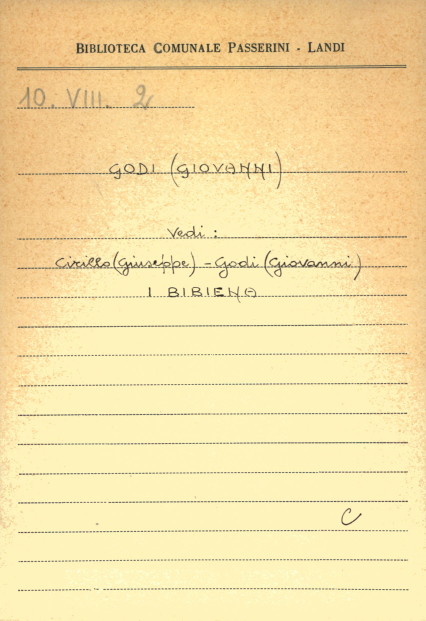 BIBLIOTECA COMUNALE PASSERINI - LANDI
10. VIII. 2
GODI (GIOVANNI)
Vedi:
Cirillo (Giuseppe) - Godi (Giovanni)
I BIBIENA
C